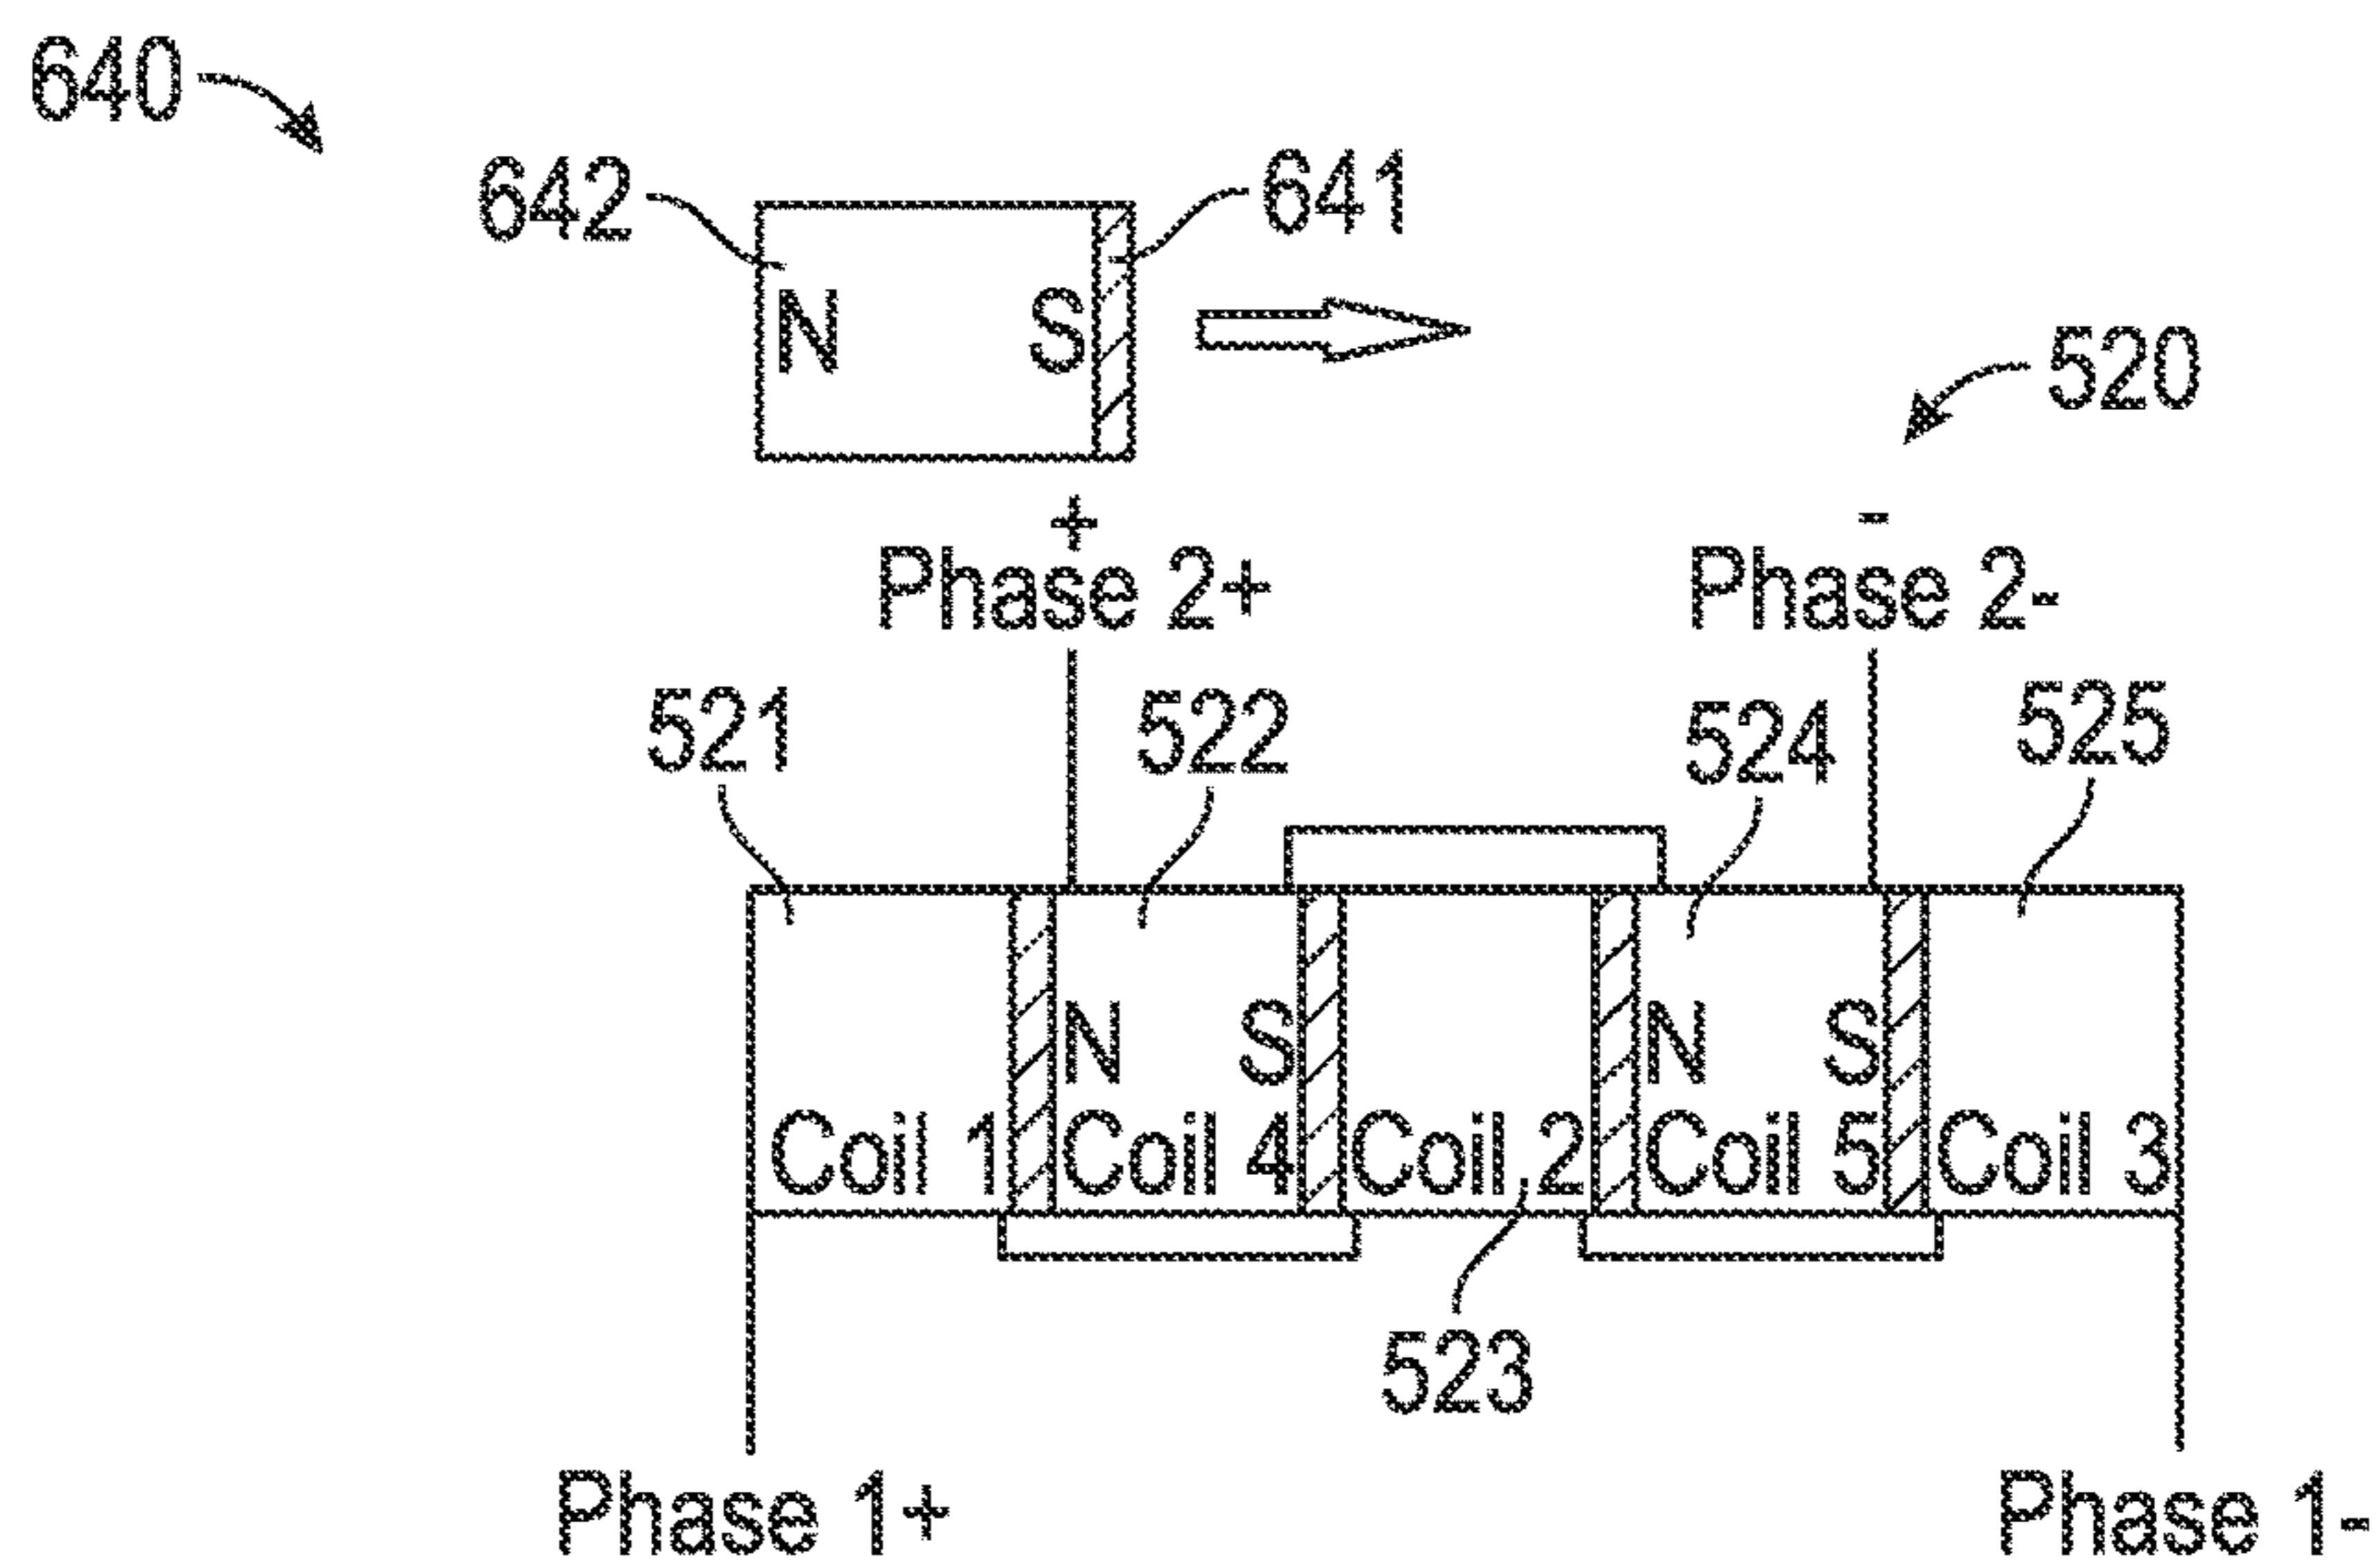 640
642
641
N S
520
+ -
Phase 2+ Phase 2-
521 522 524 525
N S N S
Coil 1 Coil 4 Coil 2 Coil 5 Coil 3
523
Phase 1+ Phase 1-